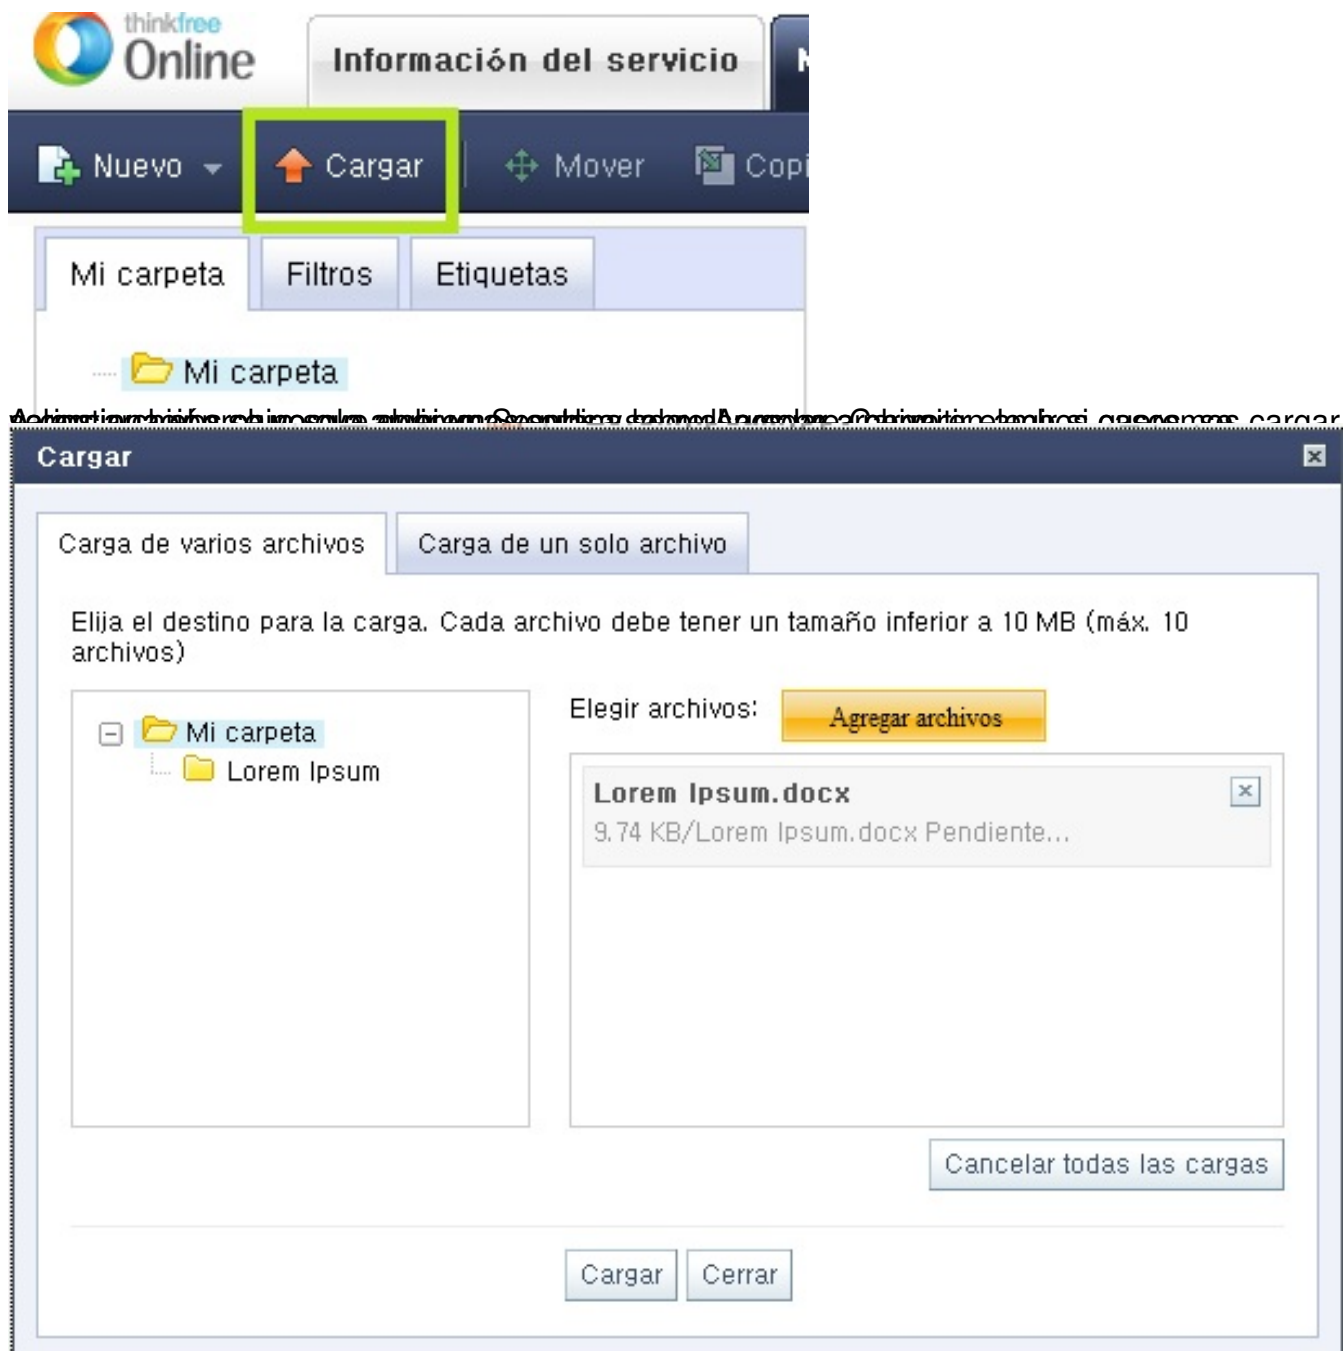 thinkfree
Online
Información del servicio
Nuevo
Cargar
Mover
Copi
Mi carpeta
Filtros
Etiquetas
Mi carpeta
cargar
Cargar
Carga de varios archivos
Carga de un solo archivo
Elija el destino para la carga. Cada archivo debe tener un tamaño inferior a 10 MB (máx. 10
archivos)
Mi carpeta
Lorem Ipsum
Elegir archivos:
Agregar archivos
Lorem Ipsum.docx
9.74 KB/Lorem Ipsum.docx Pendiente...
Cancelar todas las cargas
Cargar
Cerrar